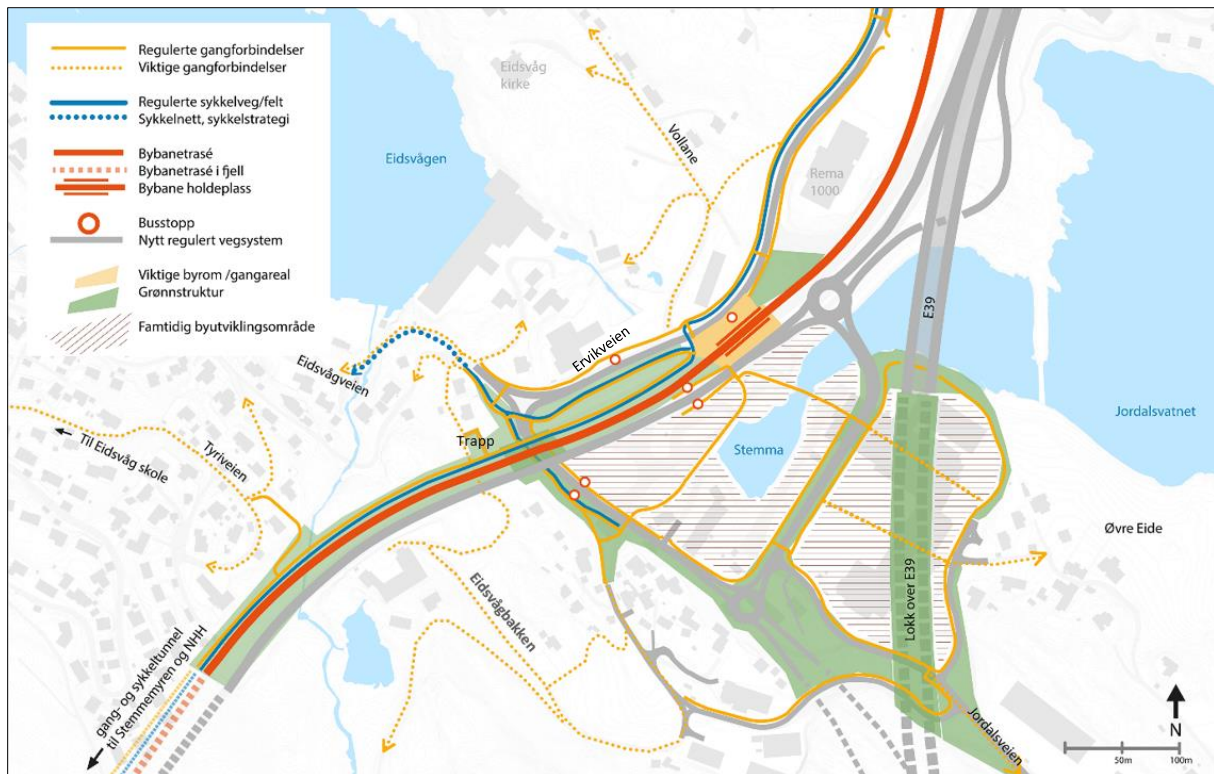 Regulerte gangforbindelser
Viktige gangforbindelser
Regulerte sykkelveg/felt
Sykkelnett, sykkelstrategi
Bybanetrasé
Bybanetrasé i fjell
Bybane holdeplass
Busstopp
Nytt regulert vegsystem
Viktige byrom /gangareal
Grønnstruktur
Famtidig byutviklingsområde
Eidsvåg
kirke
Eidsvågen
Vollane
Rema
1000
E39
Ervikveien
Eidsvågveien
Jordalsvatnet
Trapp
Stemma
Til Eidsvåg skole
Tyriveien
Øvre Eide
Eidsvågbakken
Lokk over E39
gang- og sykkeltunnel
til Stemmemyren og NHH
Jordalsveien
N
50m
100m